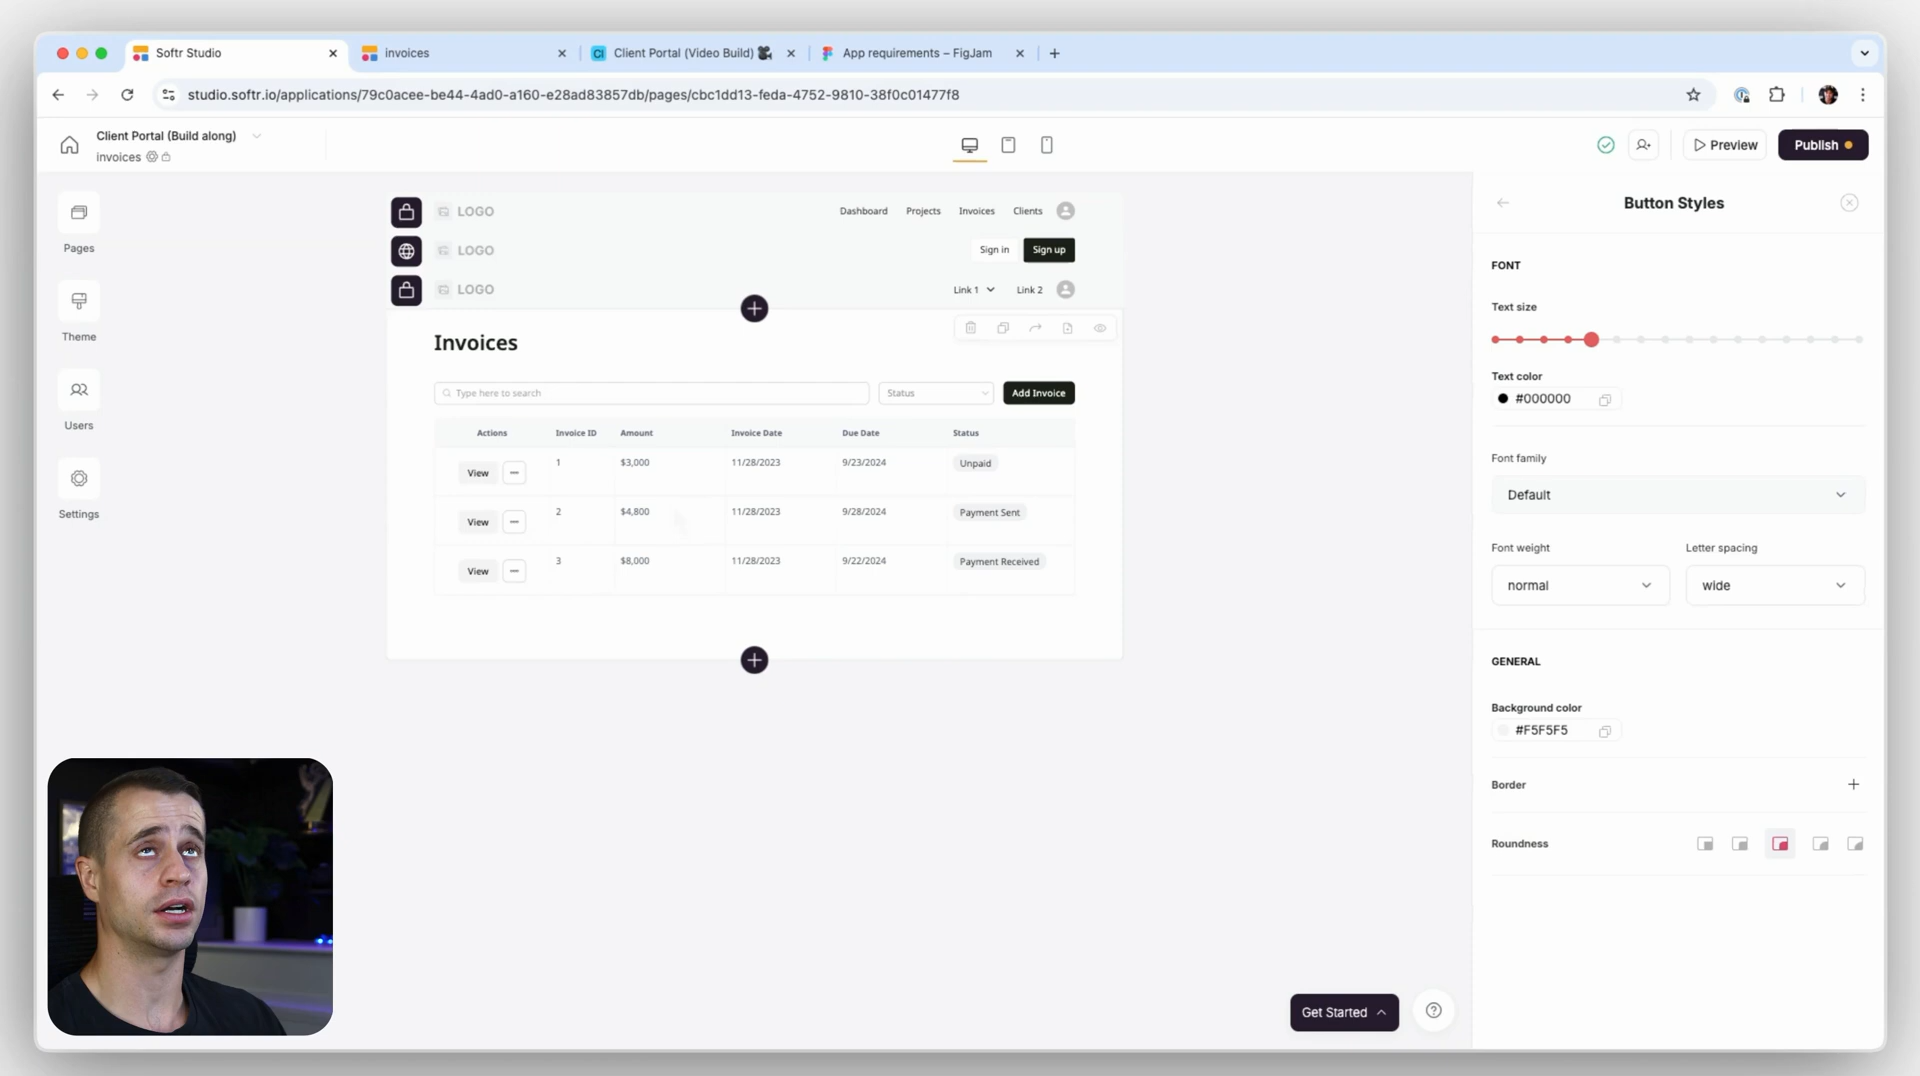 Softr Studio
invoices
CI Client Portal (Video Build)
App requirements – FigJam
studio.softr.io/applications/79c0acee-be44-4ad0-a160-e28ad83857db/pages/cbc1dd13-feda-4752-9810-38f0c01477f8
Client Portal (Build along)
invoices
Preview
Publish
Pages
Theme
Users
Settings
LOGO
Dashboard Projects Invoices Clients
LOGO
Sign in Sign up
LOGO
Link 1 Link 2
Invoices
Type here to search
Status
Add Invoice
Actions Invoice ID Amount Invoice Date Due Date Status
View 1 $3,000 11/28/2023 9/23/2024 Unpaid
View 2 $4,800 11/28/2023 9/28/2024 Payment Sent
View 3 $8,000 11/28/2023 9/22/2024 Payment Received
Get Started
Button Styles
FONT
Text size
Text color
#000000
Font family
Default
Font weight Letter spacing
normal wide
GENERAL
Background color
#F5F5F5
Border
Roundness